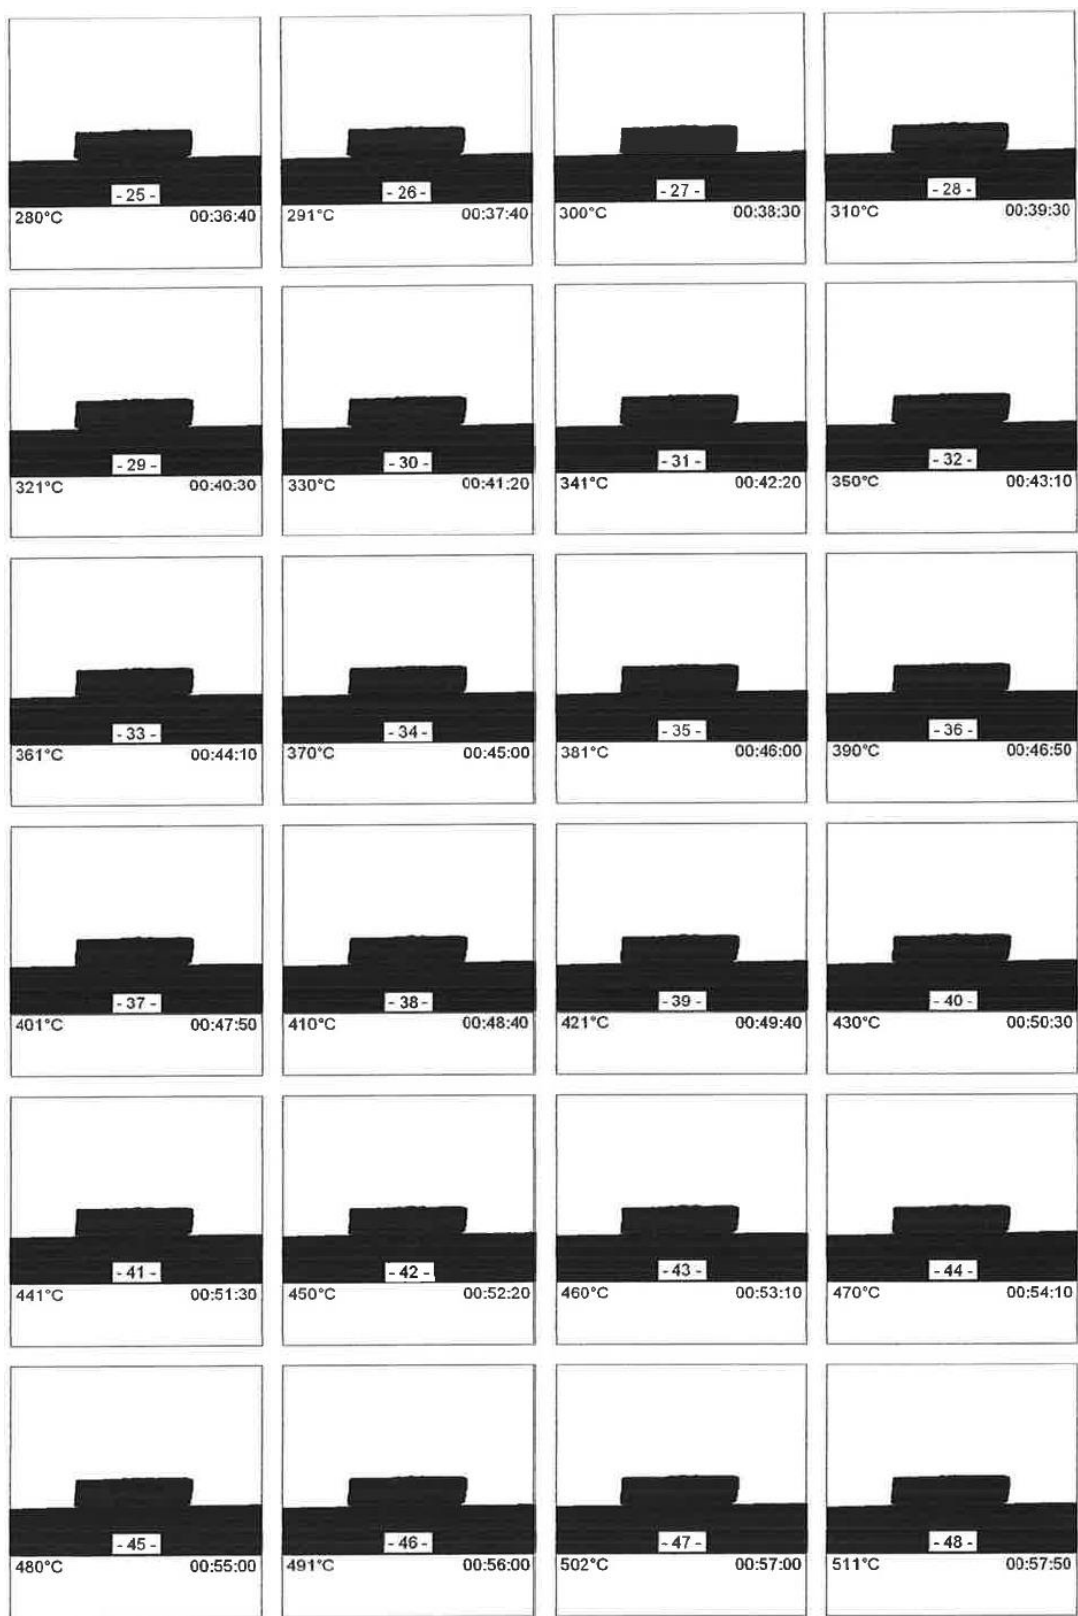 - 25 -
280°C 00:36:40
- 26 -
291°C 00:37:40
- 27 -
300°C 00:38:30
- 28 -
310°C 00:39:30
- 29 -
321°C 00:40:30
- 30 -
330°C 00:41:20
- 31 -
341°C 00:42:20
- 32 -
350°C 00:43:10
- 33 -
361°C 00:44:10
- 34 -
370°C 00:45:00
- 35 -
381°C 00:46:00
- 36 -
390°C 00:46:50
- 37 -
401°C 00:47:50
- 38 -
410°C 00:48:40
- 39 -
421°C 00:49:40
- 40 -
430°C 00:50:30
- 41 -
441°C 00:51:30
- 42 -
450°C 00:52:20
- 43 -
460°C 00:53:10
- 44 -
470°C 00:54:10
- 45 -
480°C 00:55:00
- 46 -
491°C 00:56:00
- 47 -
502°C 00:57:00
- 48 -
511°C 00:57:50